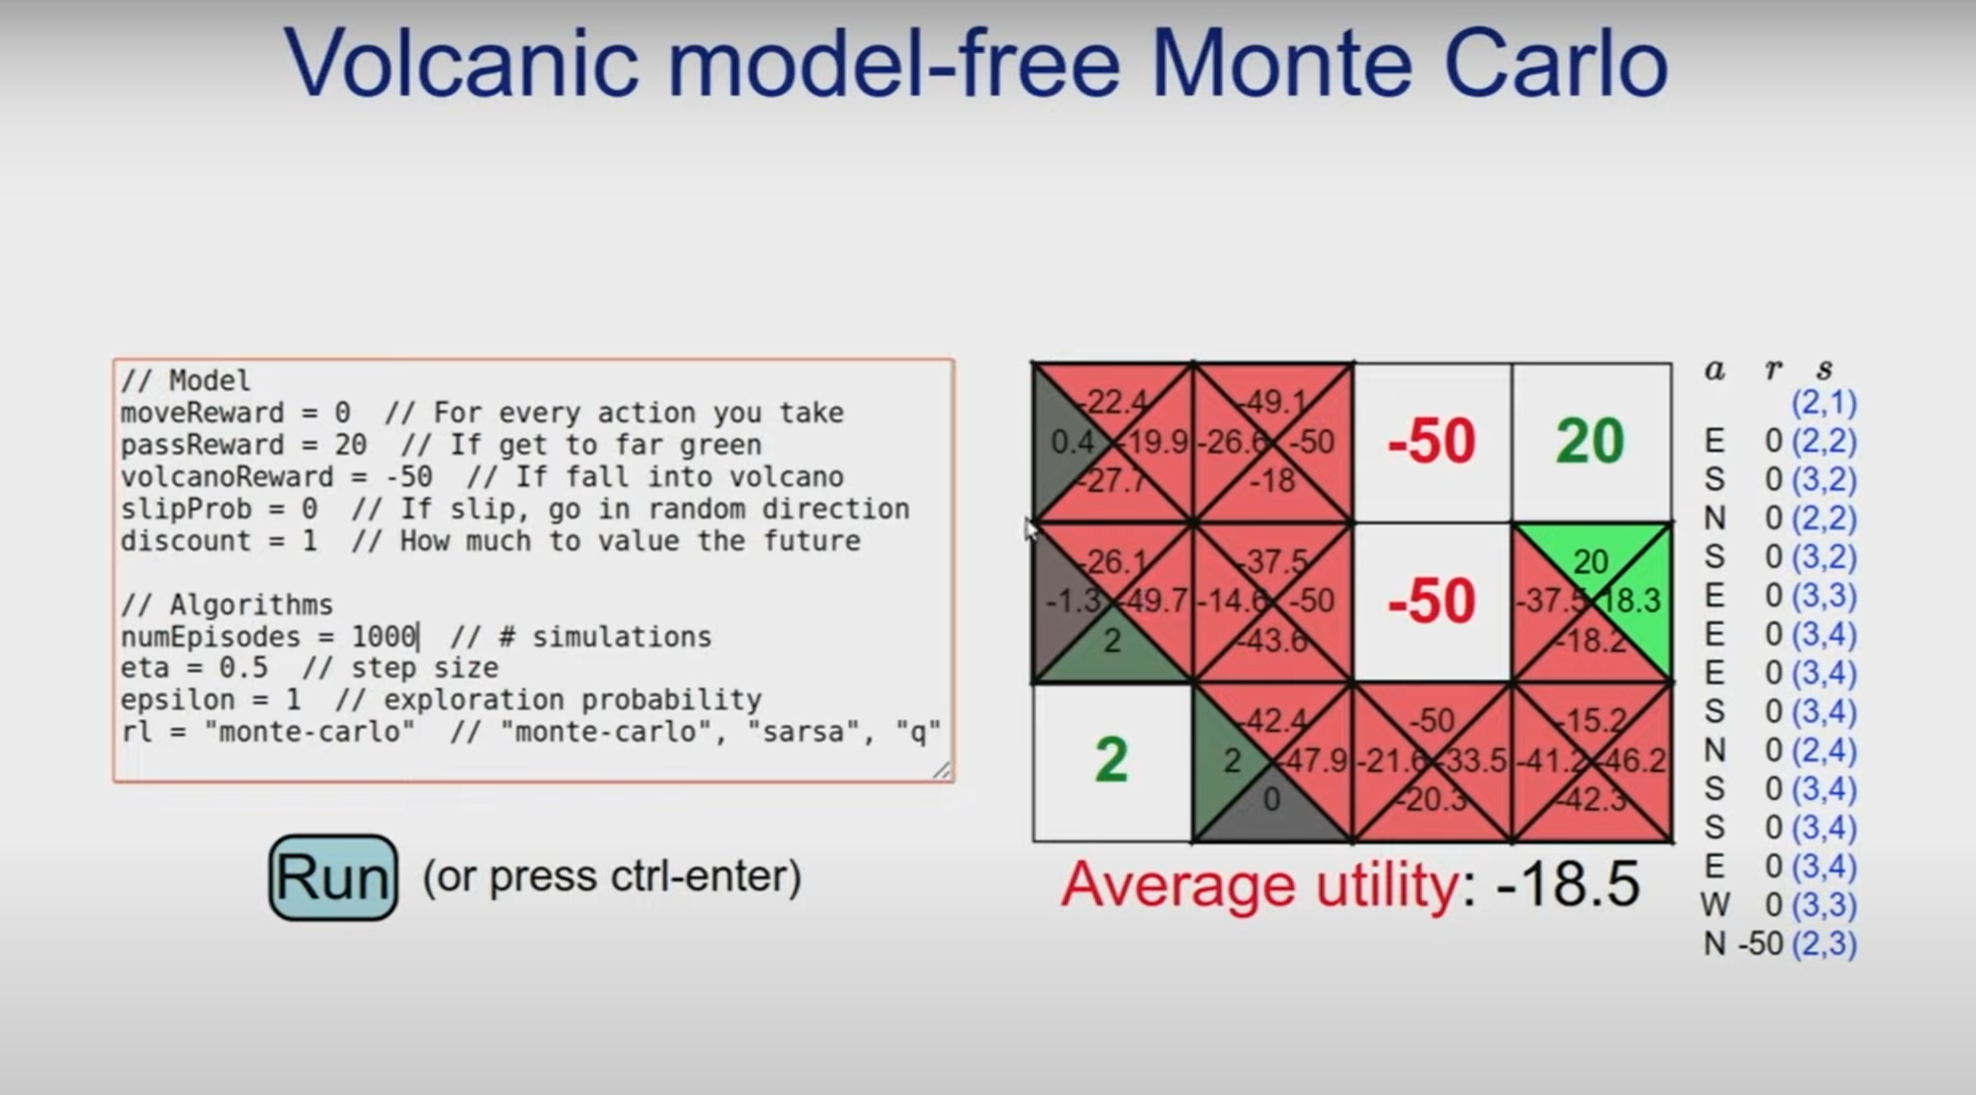 Volcanic model-free Monte Carlo
// Model
moveReward = 0 // For every action you take
passReward = 20 // If get to far green
volcanoReward = -50 // If fall into volcano
slipProb = 0 // If slip, go in random direction
discount = 1 // How much to value the future
// Algorithms
numEpisodes = 1000 // # simulations
eta = 0.5 // step size
epsilon = 1 // exploration probability
rl = "monte-carlo" // "monte-carlo", "sarsa", "q"
Run (or press ctrl-enter)
-22.4 -49.1
0.4 -19.9 -26.6 -50 -50 20
-27.7 -18
-26.1 -37.5 20
-1.3 -49.7 -14.6 -50 -50 -37.5 18.3
2 -43.6 -18.2
-42.4 -50 -15.2
2 2 -47.9 -21.6 -33.5 -41.2 -46.2
0 -20.3 -42.3
Average utility: -18.5
a r s
(2,1)
E 0 (2,2)
S 0 (3,2)
N 0 (2,2)
S 0 (3,2)
E 0 (3,3)
E 0 (3,4)
E 0 (3,4)
S 0 (3,4)
N 0 (2,4)
S 0 (3,4)
S 0 (3,4)
E 0 (3,4)
W 0 (3,3)
N -50 (2,3)